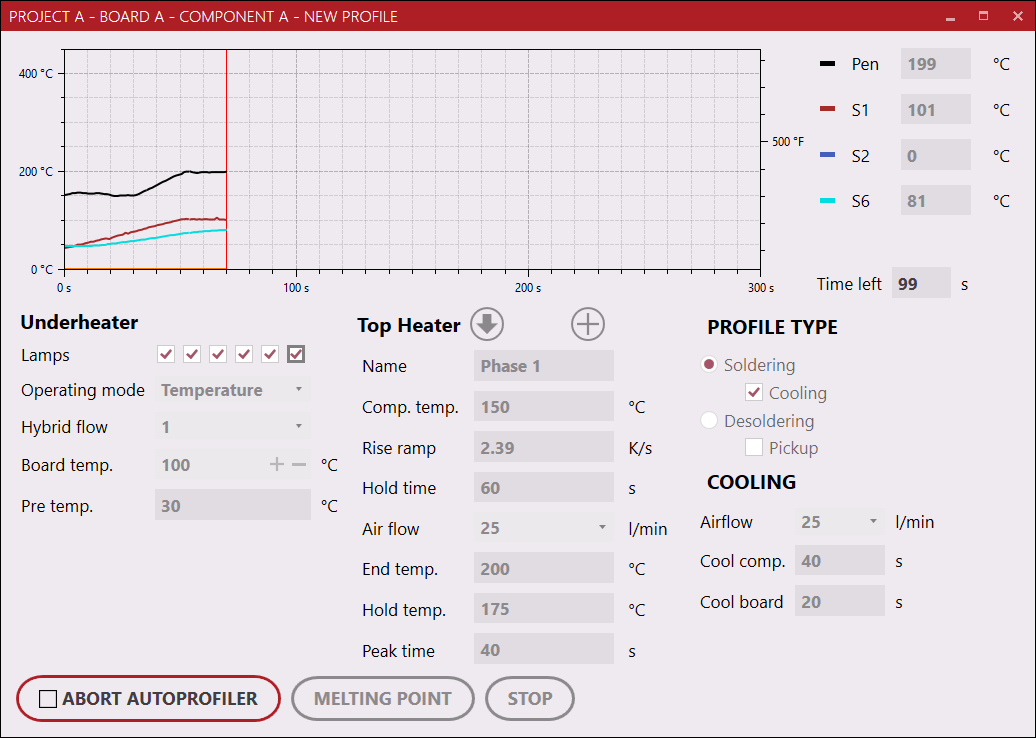 PROJECT A - BOARD A - COMPONENT A - NEW PROFILE
400 °C
200 °C
0 °C
500 °F
0 s
100 s
200 s
300 s
Pen 199 °C
S1 101 °C
S2 0 °C
S6 81 °C
Time left 99 s
Underheater
Lamps
Operating mode Temperature
Hybrid flow 1
Board temp. 100 °C
Pre temp. 30 °C
Top Heater
Name Phase 1
Comp. temp. 150 °C
Rise ramp 2.39 K/s
Hold time 60 s
Air flow 25 l/min
End temp. 200 °C
Hold temp. 175 °C
Peak time 40 s
PROFILE TYPE
Soldering
Cooling
Desoldering
Pickup
COOLING
Airflow 25 l/min
Cool comp. 40 s
Cool board 20 s
ABORT AUTOPROFILER
MELTING POINT
STOP